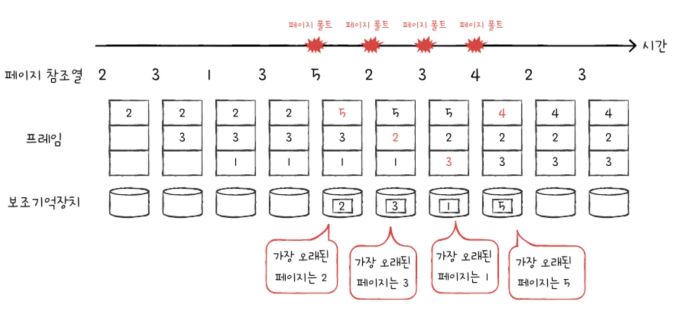 페이지 폴트 페이지 폴트 페이지 폴트 페이지 폴트
시간
페이지 참조열 2 3 1 3 5 2 3 4 2 3
2 2 2 2 5 5 5 4 4 4
프레임 3 3 3 3 2 2 2 2 2
1 1 1 1 3 3 3 3
보조기억장치 2 3 1 5
가장 오래된
페이지는 2
가장 오래된
페이지는 3
가장 오래된
페이지는 1
가장 오래된
페이지는 5